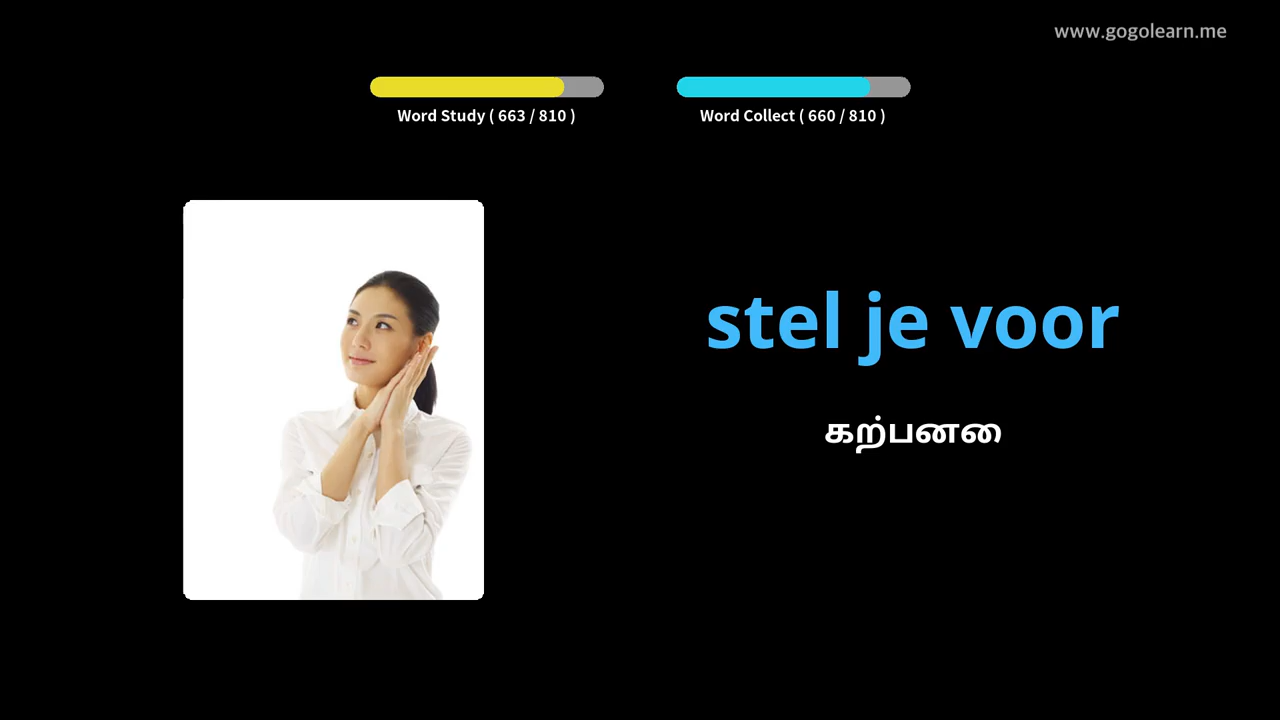 www.gogolearn.me
Word Study ( 663 / 810 )
Word Collect ( 660 / 810 )
stel je voor
கற்பனை